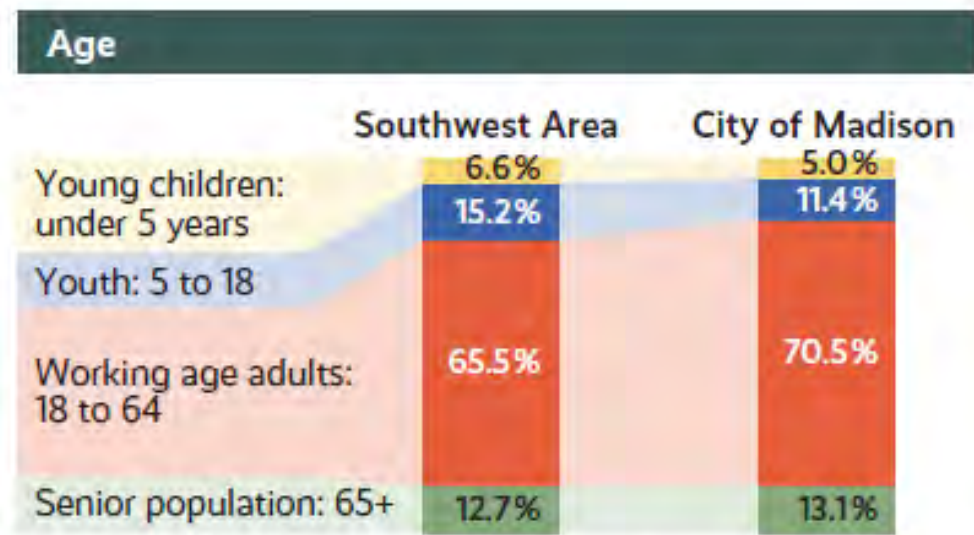 Age
Southwest Area
City of Madison
Young children:
under 5 years
6.6%
5.0%
Youth: 5 to 18
15.2%
11.4%
Working age adults:
18 to 64
65.5%
70.5%
Senior population: 65+
12.7%
13.1%